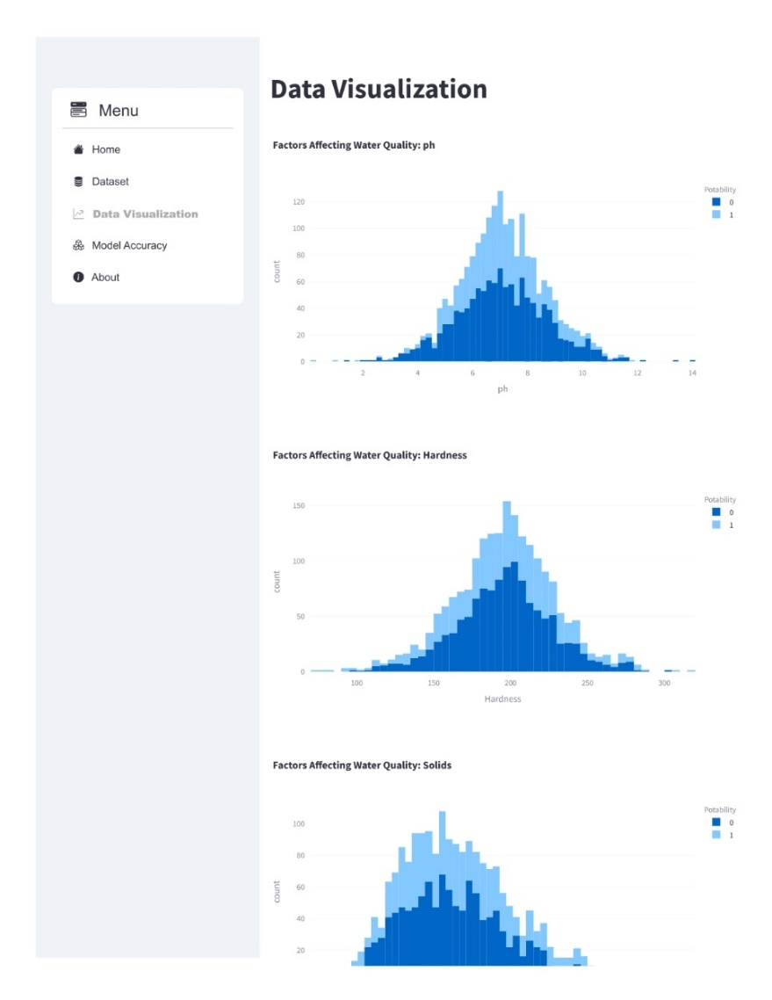 Menu
Home
Dataset
Data Visualization
Model Accuracy
About
Data Visualization
Factors Affecting Water Quality: ph
Potability
0
1
120
100
80
60
40
20
0
count
2 4 6 8 10 12 14
ph
Factors Affecting Water Quality: Hardness
Potability
0
1
150
100
50
0
count
100 150 200 250 300
Hardness
Factors Affecting Water Quality: Solids
Potability
0
1
100
80
60
40
20
count